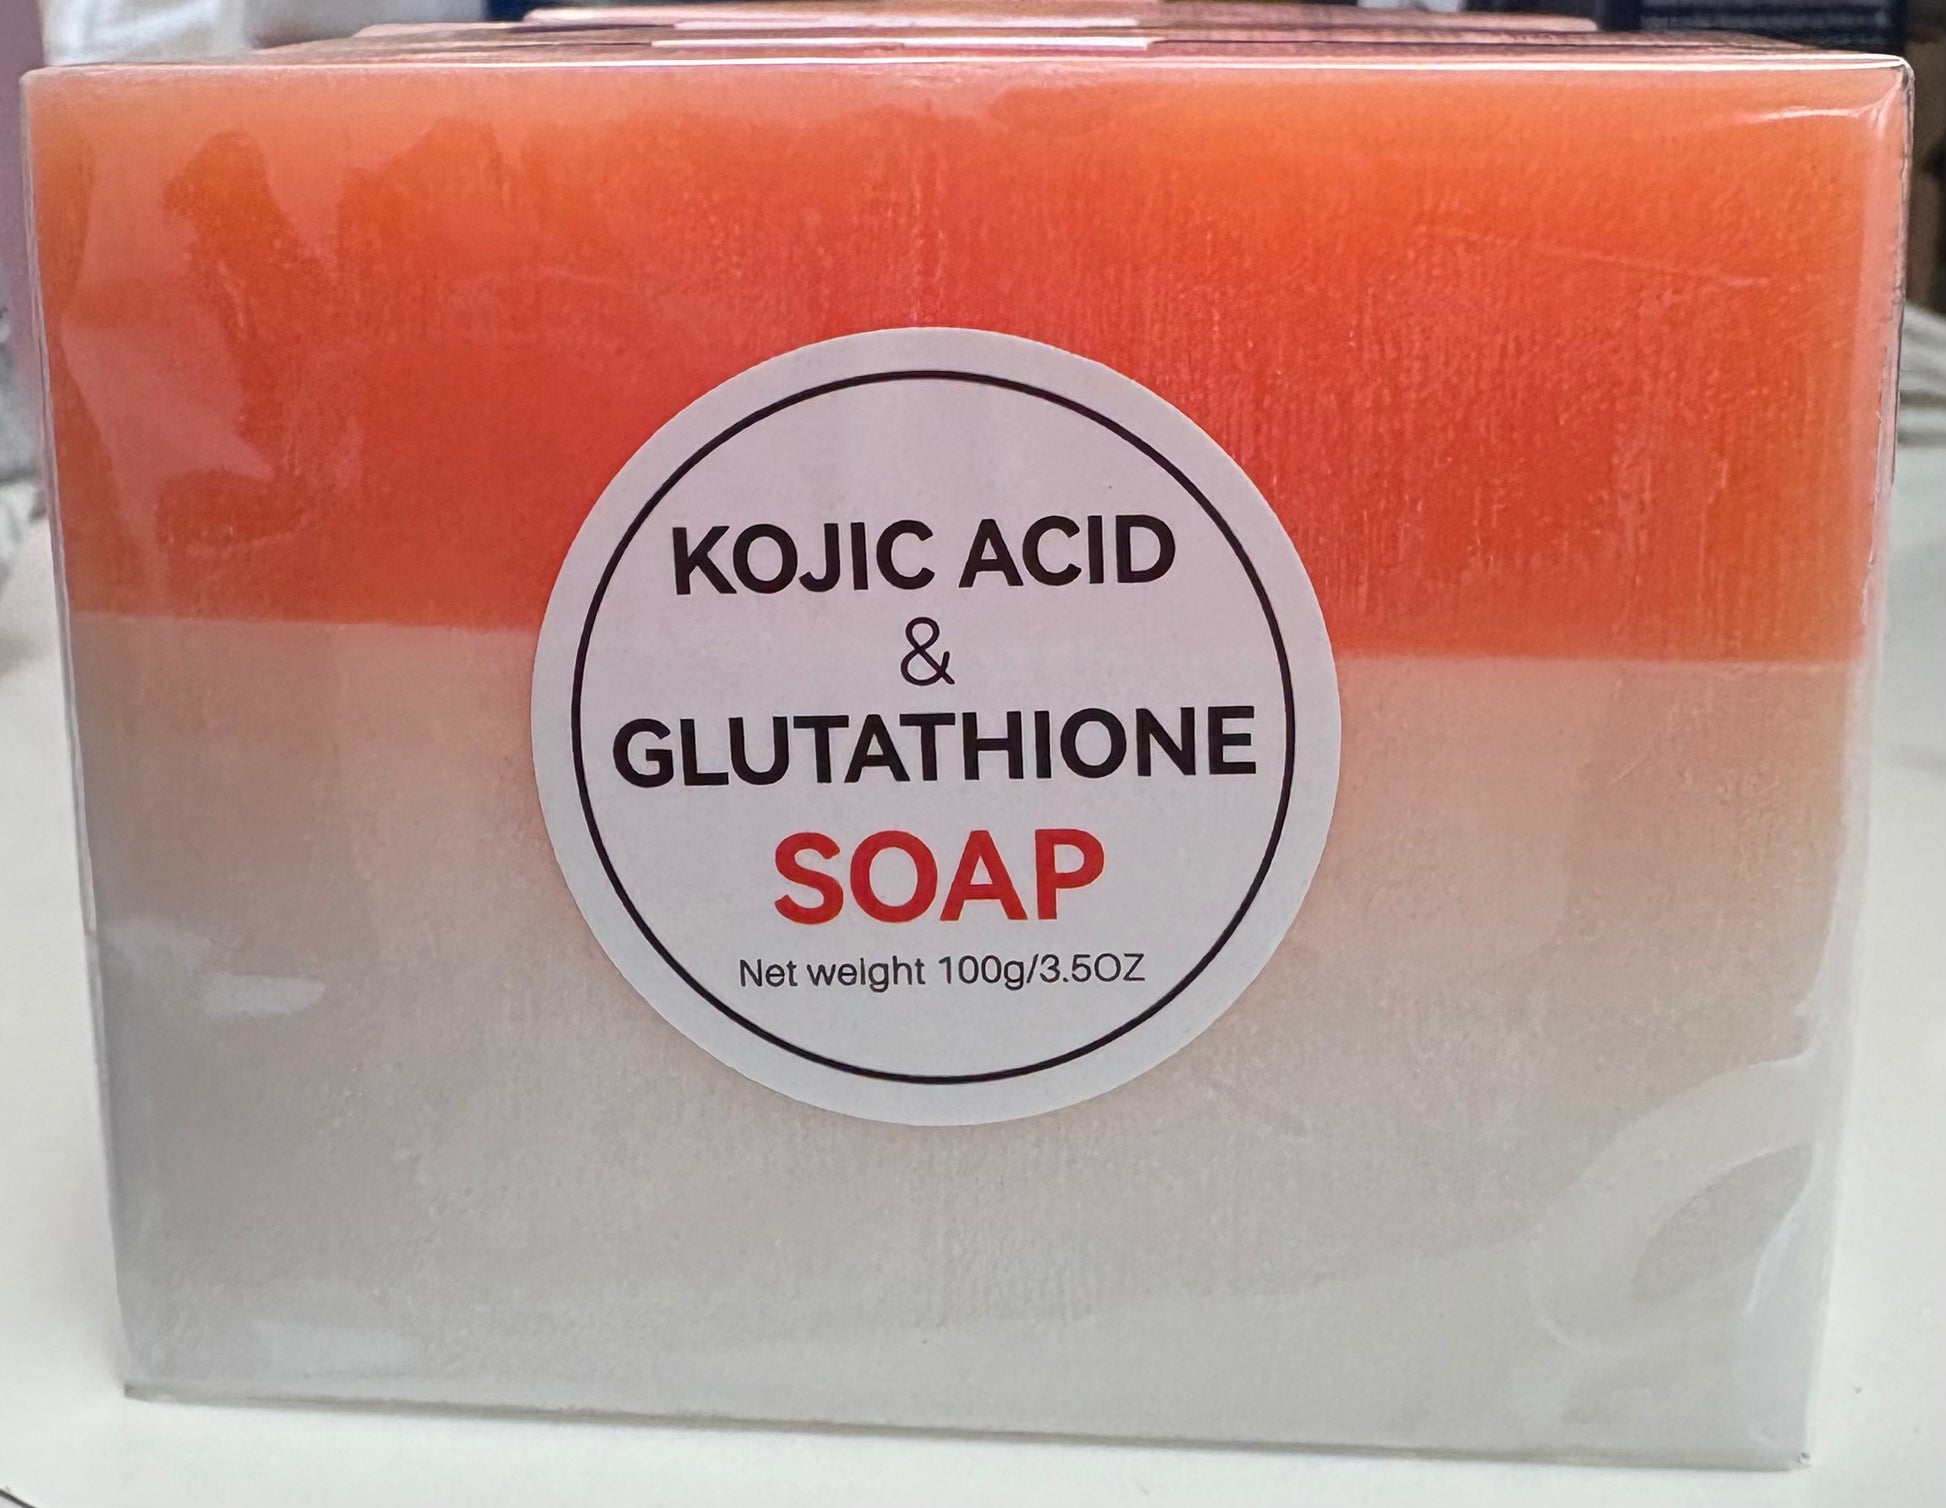 KOJIC ACID
&
GLUTATHIONE
SOAP
Net weight 100g/3.5OZ